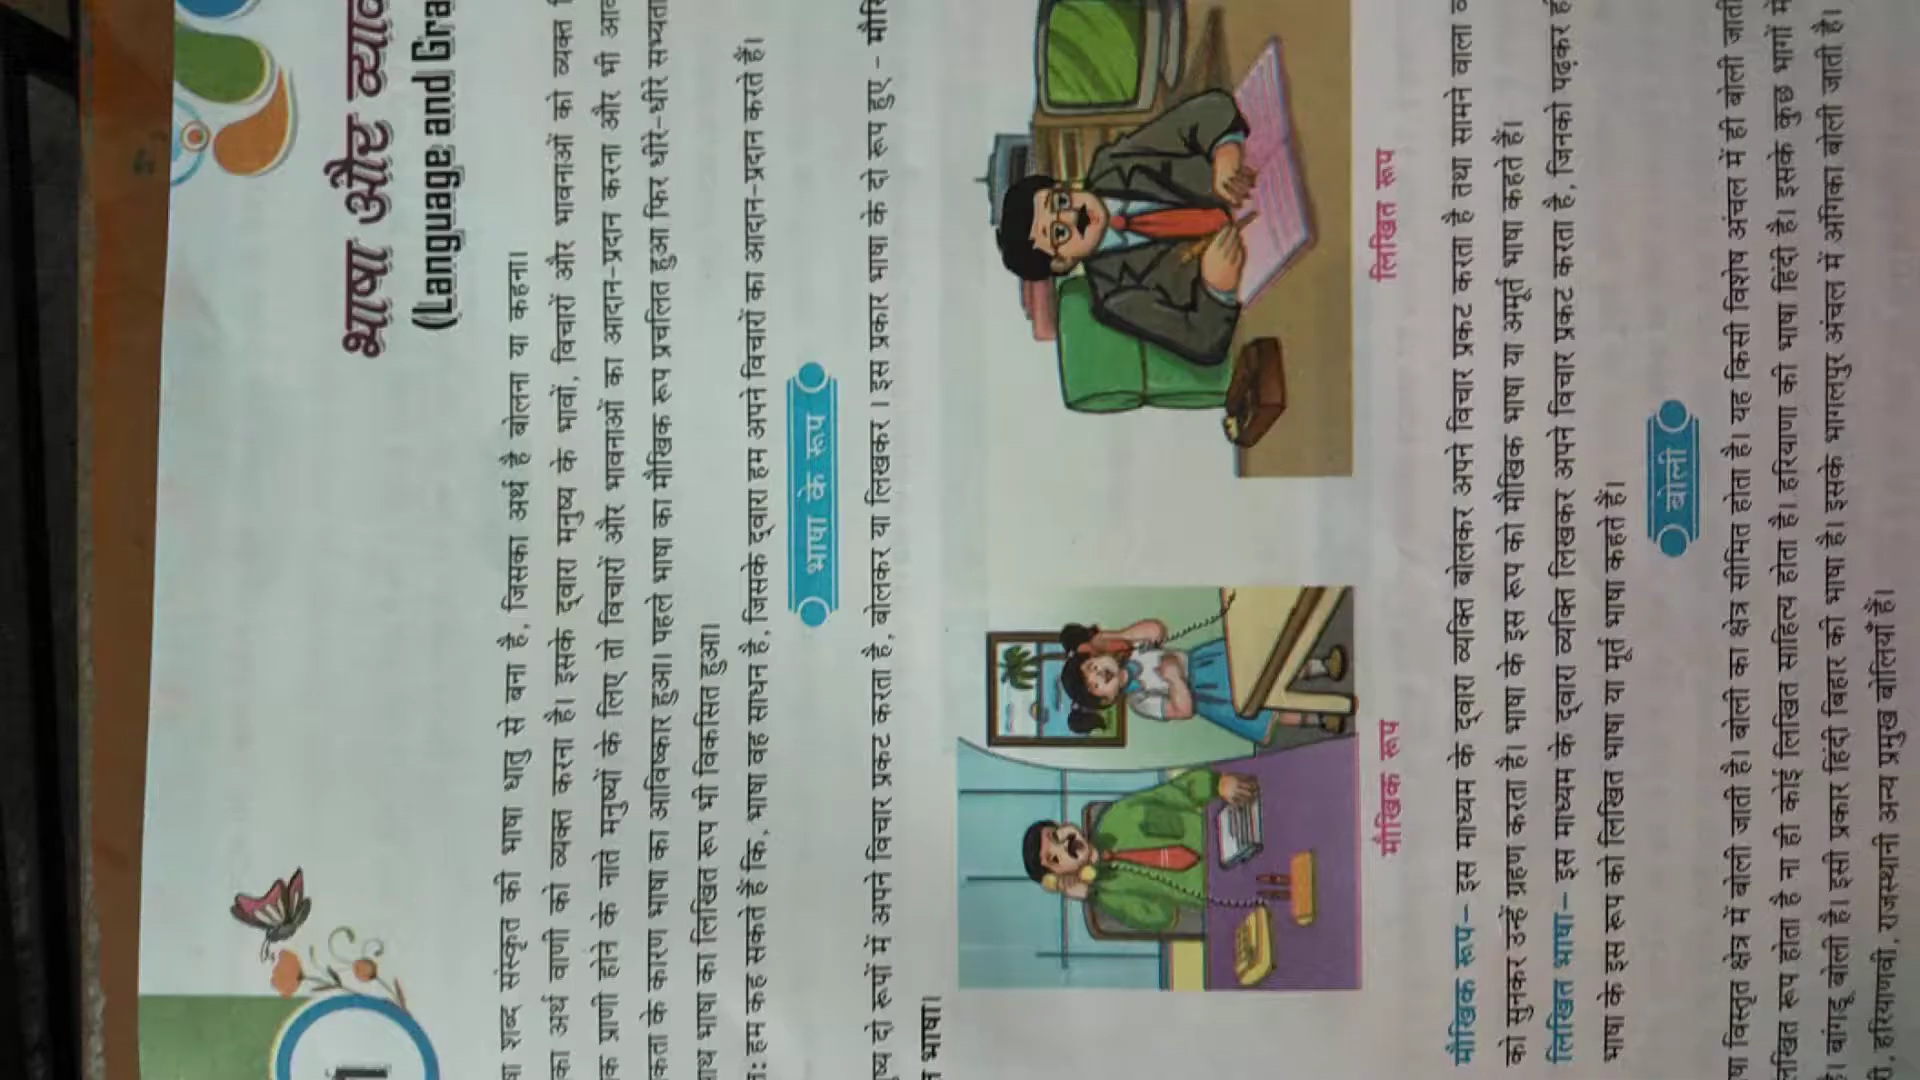 1
भाषा और
(Language and
शब्द संस्कृत की भाषा धातु से बना है, जिसका अर्थ है बोलना या कहना।
का अर्थ वाणी को व्यक्त करना है। इसके द्वारा मनुष्य के भावों, विचारों और भावनाओं को व्यक्त
प्राणी होने के नाते मनुष्यों के लिए तो विचारों और भावनाओं का आदान-प्रदान करना और भी
के कारण भाषा का आविष्कार हुआ। पहले भाषा का मौखिक रूप प्रचलित हुआ फिर धीरे-धीरे
भाषा का लिखित रूप भी विकसित हुआ।
हम कह सकते हैं कि, भाषा वह साधन है, जिसके द्वारा हम अपने विचारों का आदान-प्रदान करते हैं।
भाषा के रूप
दो रूपों में अपने विचार प्रकट करता है, बोलकर या लिखकर। इस प्रकार भाषा के दो रूप हुए -
भाषा।
मौखिक रूप
लिखित रूप
मौखिक रूप- इस माध्यम के द्वारा व्यक्ति बोलकर अपने विचार प्रकट करता है तथा सामने वाला
को सुनकर उन्हें ग्रहण करता है। भाषा के इस रूप को मौखिक भाषा या अमूर्त भाषा कहते हैं।
लिखित भाषा- इस माध्यम के द्वारा व्यक्ति लिखकर अपने विचार प्रकट करता है, जिनको पढ़कर
भाषा के इस रूप को लिखित भाषा या मूर्त भाषा कहते हैं।
बोली
विस्तृत क्षेत्र में बोली जाती है। बोली का क्षेत्र सीमित होता है। यह किसी विशेष अंचल में ही बोली
रूप होता है ना ही कोई लिखित साहित्य होता है। हरियाणा की भाषा हिंदी है। इसके कुछ भागों में
बांगडू बोली है। इसी प्रकार हिंदी बिहार की भाषा है। इसके भागलपुर अंचल में अंगिका बोली जाती है।
हरियाणवी, राजस्थानी अन्य प्रमुख बोलियाँ हैं।